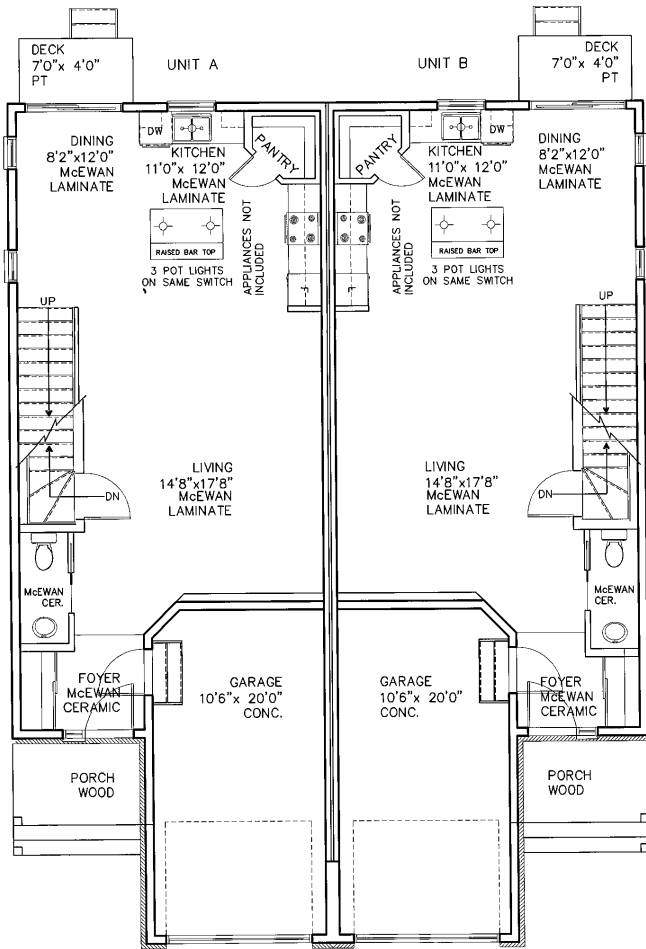 DECK
7'0"x 4'0"
PT
UNIT A
UNIT B
DECK
7'0"x 4'0"
PT
DINING
8'2"x12'0"
McEWAN
LAMINATE
DW
KITCHEN
11'0"x 12'0"
McEWAN
LAMINATE
PANTRY
PANTRY
KITCHEN
11'0"x 12'0"
McEWAN
LAMINATE
DW
DINING
8'2"x12'0"
McEWAN
LAMINATE
RAISED BAR TOP
3 POT LIGHTS
ON SAME SWITCH
APPLIANCES NOT
INCLUDED
APPLIANCES NOT
INCLUDED
RAISED BAR TOP
3 POT LIGHTS
ON SAME SWITCH
UP
UP
LIVING
14'8"x17'8"
McEWAN
LAMINATE
LIVING
14'8"x17'8"
McEWAN
LAMINATE
DN
DN
McEWAN
CER.
McEWAN
CER.
FOYER
McEWAN
CERAMIC
GARAGE
10'6"x 20'0"
CONC.
GARAGE
10'6"x 20'0"
CONC.
FOYER
McEWAN
CERAMIC
PORCH
WOOD
PORCH
WOOD